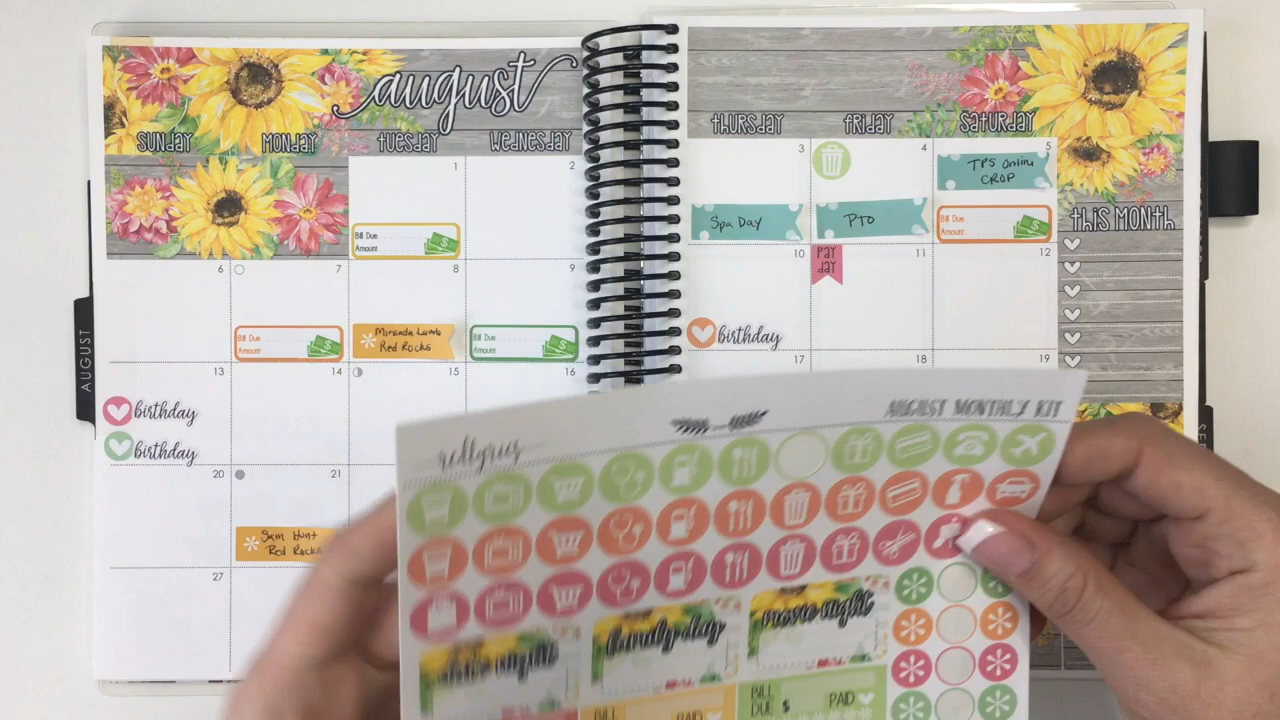 august
SUNDAY MONDAY TUESDAY WEDNESDAY
THURSDAY FRIDAY SATURDAY
1 2
3 4 5
Bill Due
Amount
TPS Online
CROP
Spa Day
PTO
Bill Due
Amount
THIS MONTH
6 7 8 9
10 11 12
PAY
DAY
Bill Due
Amount
Miranda Lamb
Red Rocks
Bill Due
Amount
birthday
13 14 15 16
17 18 19
birthday
birthday
AUGUST
20 21
Sam Hunt
Red Rocks
27
AUGUST MONTHLY KIT
date night
family day
movie night
BILL
DUE $
PAID
PAID